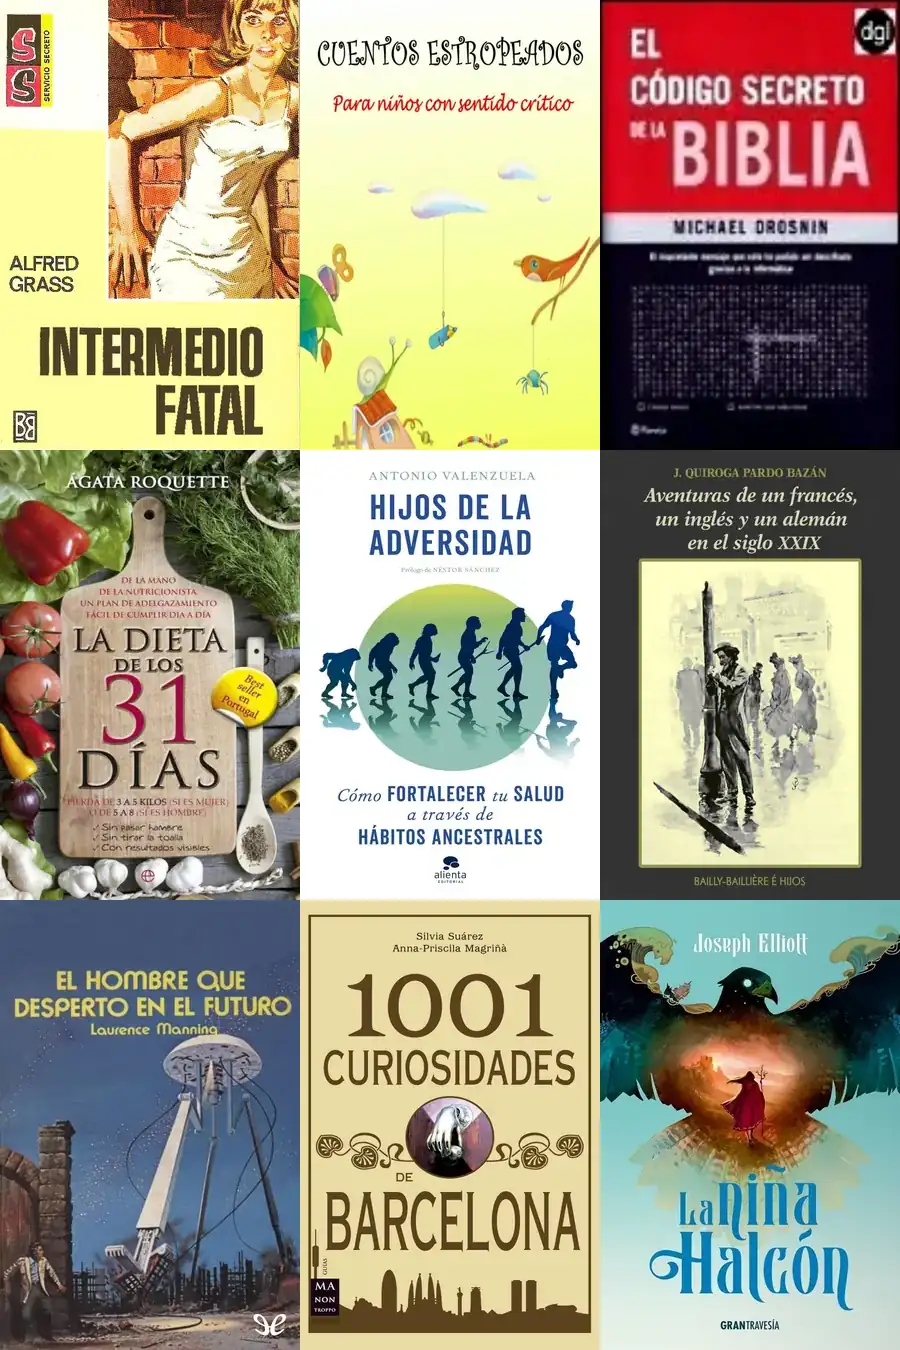 SS
SERVICIO SECRETO
ALFRED
GRASS
INTERMEDIO
FATAL
CUENTOS ESTROPEADOS
Para niños con sentido crítico
dgl
EL
CÓDIGO SECRETO
DE LA
BIBLIA
MICHAEL DROSNIN
Planeta
ÁGATA ROQUETTE
DE LA MANO
DE LA NUTRICIONISTA,
UN PLAN DE ADELGAZAMIENTO
FÁCIL DE CUMPLIR DÍA A DÍA
LA DIETA
DE LOS
31
DÍAS
Best
seller
en
Portugal
PIERDA DE 3 A 5 KILOS (SI ES MUJER)
O DE 5 A 8 (SI ES HOMBRE)
✓ Sin pasar hambre
✓ Sin tirar la toalla
✓ Con resultados visibles
ANTONIO VALENZUELA
HIJOS DE LA
ADVERSIDAD
Prólogo de NÉSTOR SÁNCHEZ
Cómo FORTALECER tu SALUD
a través de
HÁBITOS ANCESTRALES
alienta
EDITORIAL
J. QUIROGA PARDO BAZÁN
Aventuras de un francés,
un inglés y un alemán
en el siglo XXIX
BAILLY-BAILLIÈRE É HIJOS
EL HOMBRE QUE
DESPERTO EN EL FUTURO
Laurence Manning
Silvia Suárez
Anna-Priscila Magriñà
1001
CURIOSIDADES
DE
BARCELONA
GUÍAS
MA
NON
TROPPO
Joseph Elliott
La niña
Halcón
GRANTRAVESÍA